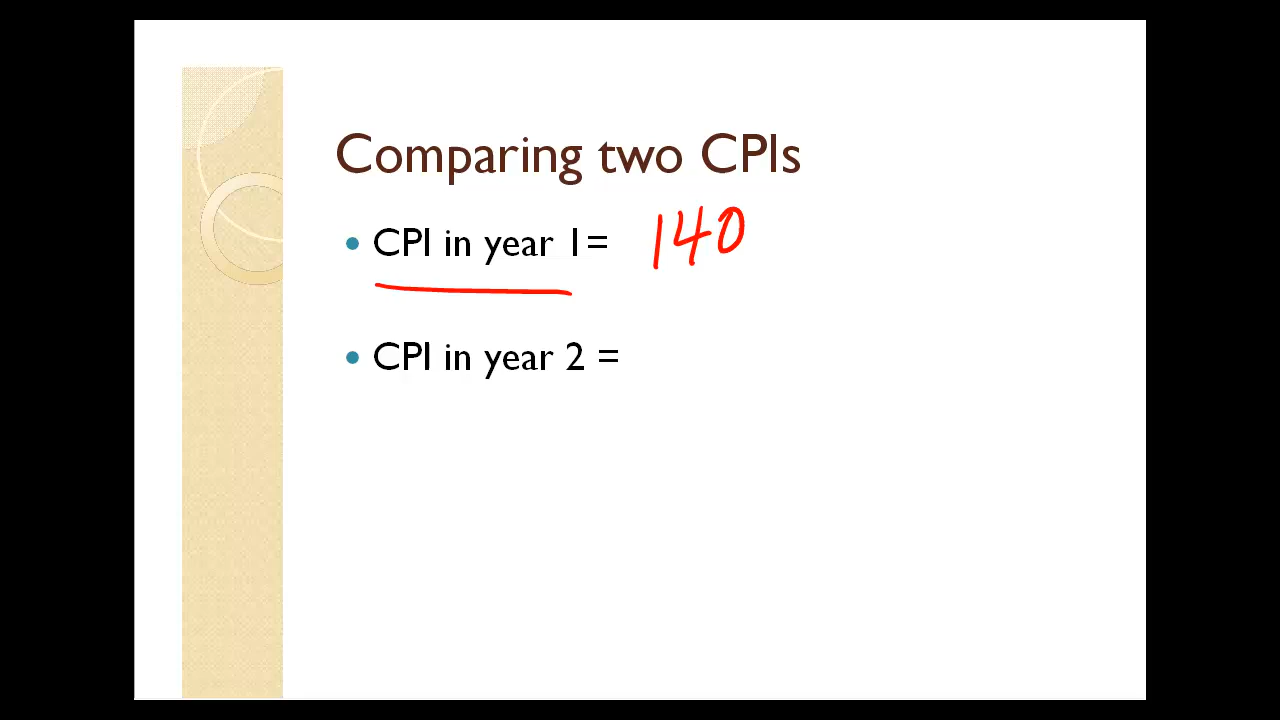 Comparing two CPIs
• CPI in year 1= 140
• CPI in year 2 =